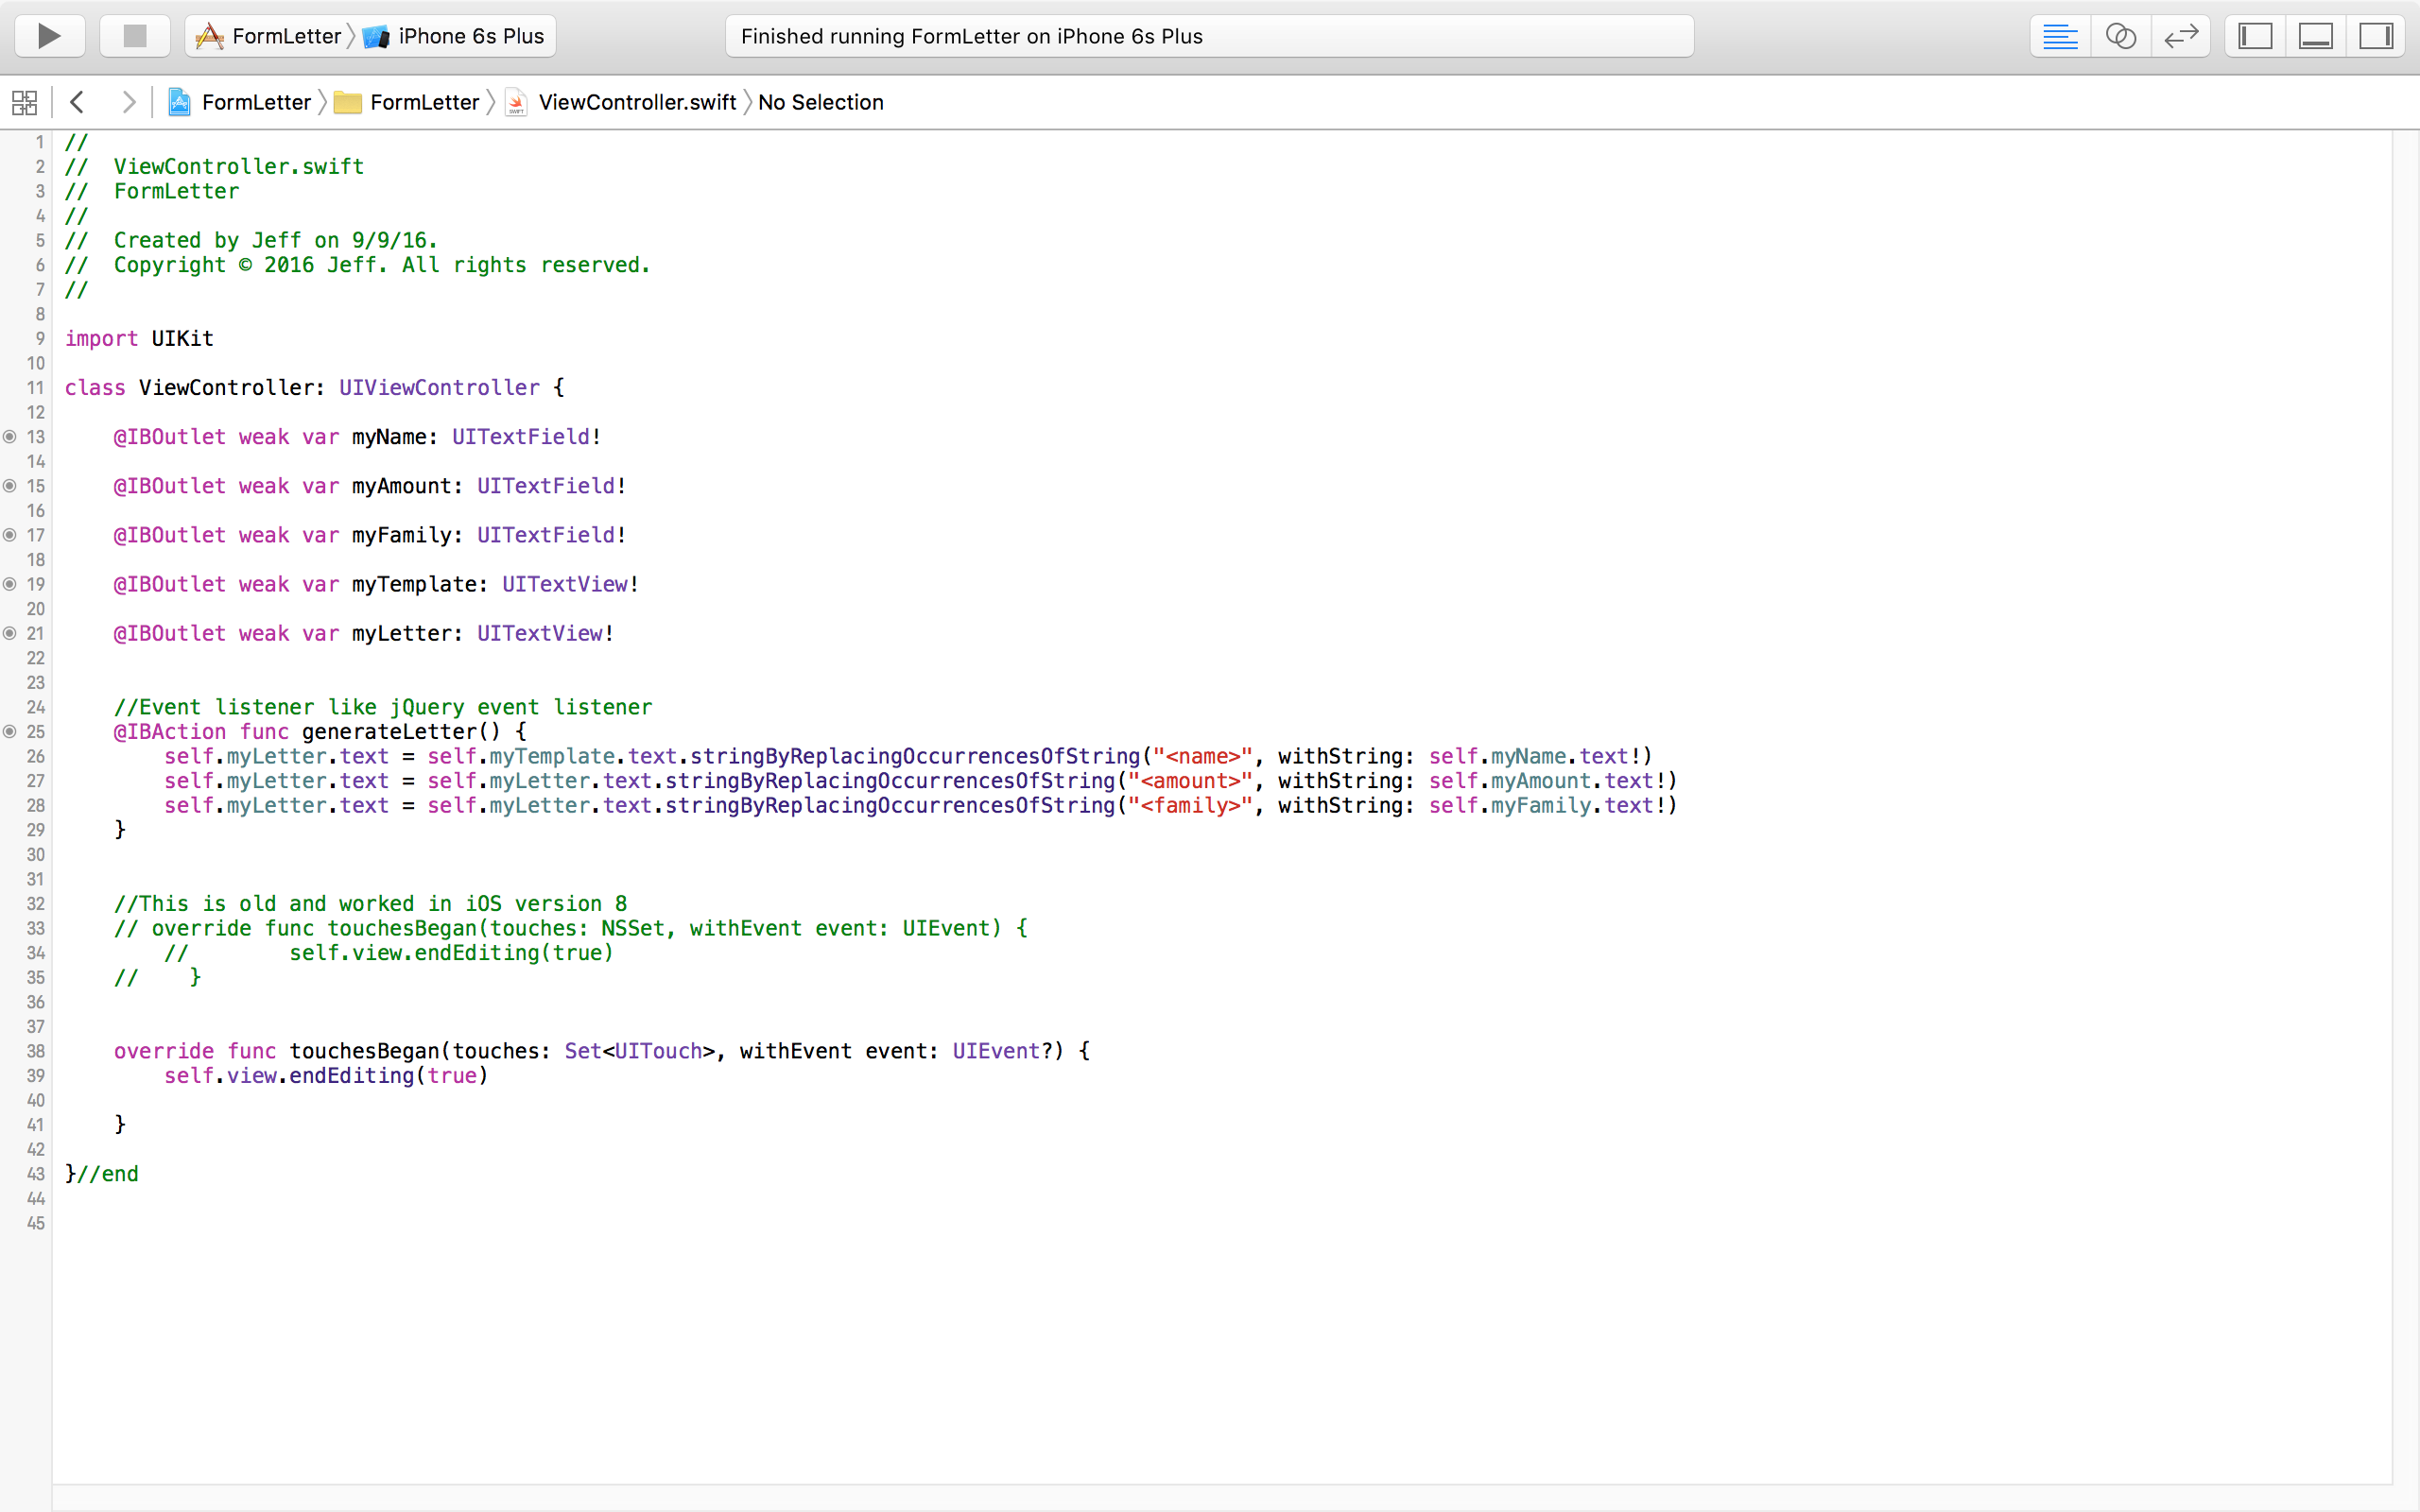 FormLetter iPhone 6s Plus Finished running FormLetter on iPhone 6s Plus
FormLetter FormLetter ViewController.swift No Selection
1 //
2 //  ViewController.swift
3 //  FormLetter
4 //
5 //  Created by Jeff on 9/9/16.
6 //  Copyright © 2016 Jeff. All rights reserved.
7 //
8
9 import UIKit
10
11 class ViewController: UIViewController {
12
13     @IBOutlet weak var myName: UITextField!
14
15     @IBOutlet weak var myAmount: UITextField!
16
17     @IBOutlet weak var myFamily: UITextField!
18
19     @IBOutlet weak var myTemplate: UITextView!
20
21     @IBOutlet weak var myLetter: UITextView!
22
23
24     //Event listener like jQuery event listener
25     @IBAction func generateLetter() {
26         self.myLetter.text = self.myTemplate.text.stringByReplacingOccurrencesOfString("<name>", withString: self.myName.text!)
27         self.myLetter.text = self.myLetter.text.stringByReplacingOccurrencesOfString("<amount>", withString: self.myAmount.text!)
28         self.myLetter.text = self.myLetter.text.stringByReplacingOccurrencesOfString("<family>", withString: self.myFamily.text!)
29     }
30
31
32     //This is old and worked in iOS version 8
33     // override func touchesBegan(touches: NSSet, withEvent event: UIEvent) {
34         //        self.view.endEditing(true)
35     //    }
36
37
38     override func touchesBegan(touches: Set<UITouch>, withEvent event: UIEvent?) {
39         self.view.endEditing(true)
40
41     }
42
43 }//end
44
45